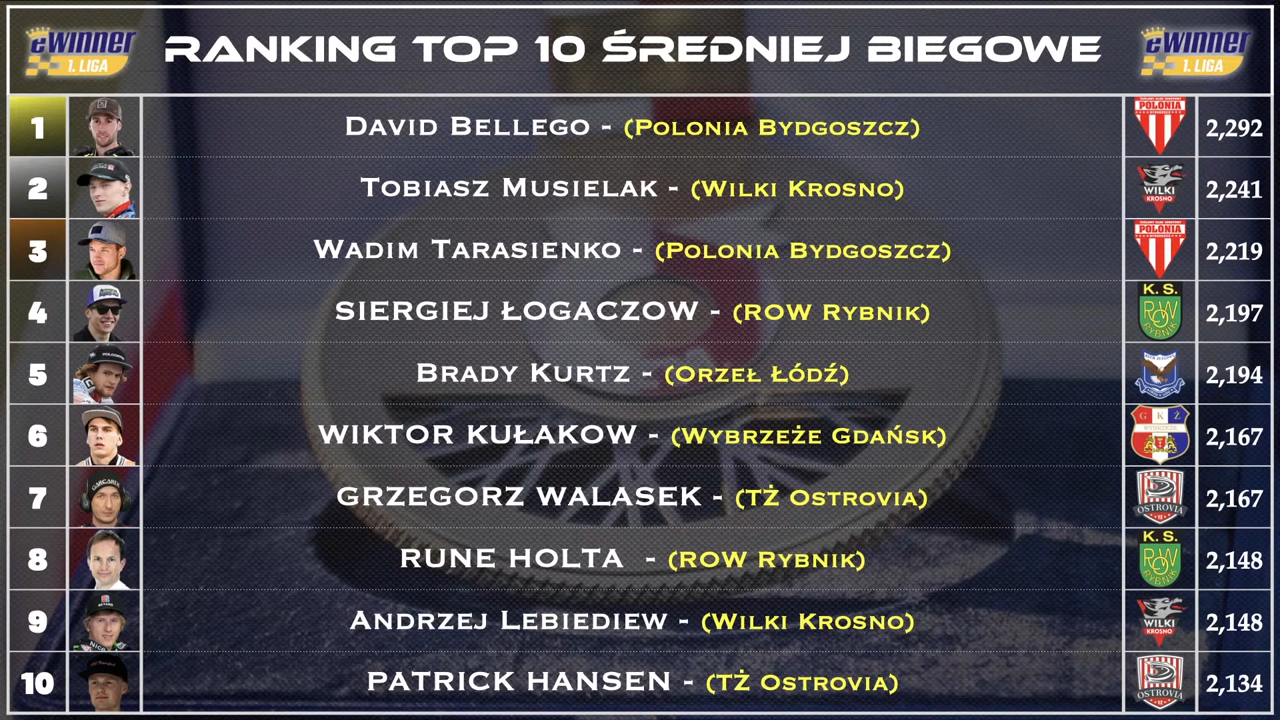 eWINNER
1. LIGA
RANKING TOP 10 ŚREDNIEJ BIEGOWE
eWINNER
1. LIGA
1 DAVID BELLEGO - (POLONIA BYDGOSZCZ) POLONIA 2,292
2 TOBIASZ MUSIELAK - (WILKI KROSNO) WILKI KROSNO 2,241
3 WADIM TARASIENKO - (POLONIA BYDGOSZCZ) POLONIA 2,219
4 SIERGIEJ ŁOGACZOW - (ROW RYBNIK) K. S. ROW RYBNIK 2,197
5 BRADY KURTZ - (ORZEŁ ŁÓDŹ) 2,194
6 WIKTOR KUŁAKOW - (WYBRZEŻE GDAŃSK) G K Ż WYBRZEŻE 2,167
7 GRZEGORZ WALASEK - (TŻ OSTROVIA) OSTROVIA 2,167
8 RUNE HOLTA - (ROW RYBNIK) K. S. ROW RYBNIK 2,148
9 ANDRZEJ LEBIEDIEW - (WILKI KROSNO) WILKI KROSNO 2,148
10 PATRICK HANSEN - (TŻ OSTROVIA) OSTROVIA 2,134